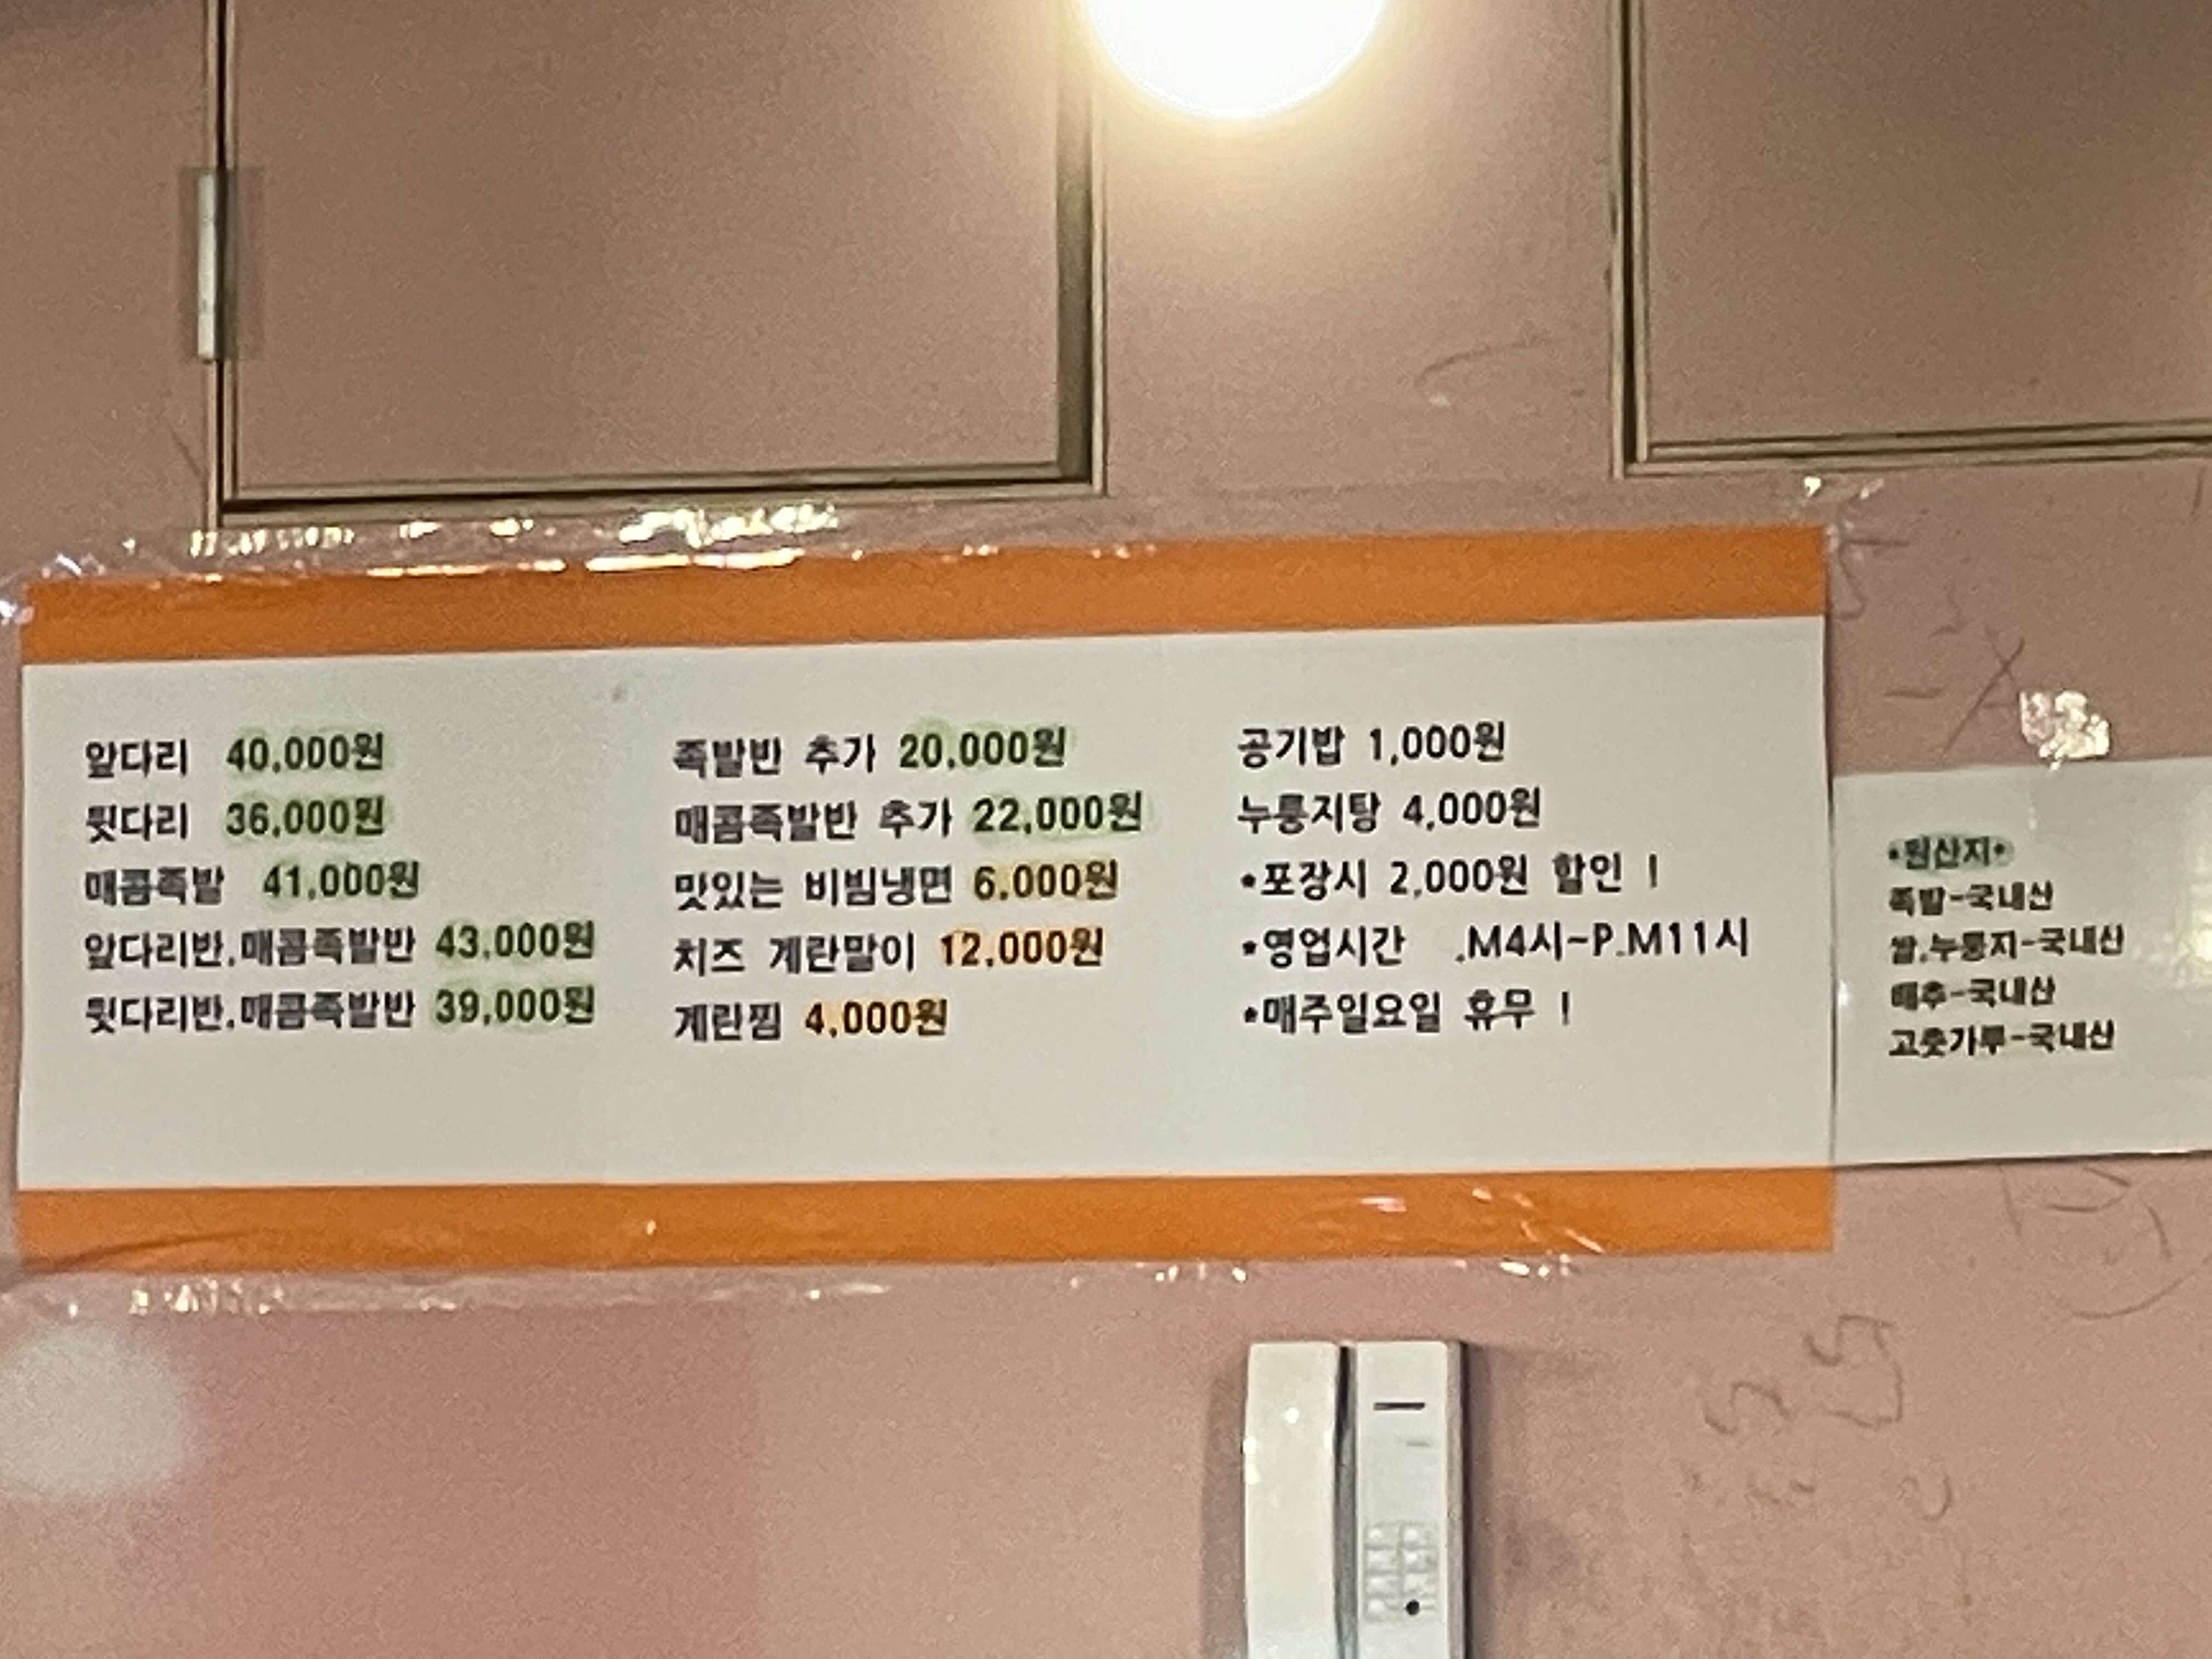 앞다리 40,000원
뒷다리 36,000원
매콤족발 41,000원
앞다리반.매콤족발반 43,000원
뒷다리반.매콤족발반 39,000원
족발반 추가 20,000원
매콤족발반 추가 22,000원
맛있는 비빔냉면 6,000원
치즈 계란말이 12,000원
계란찜 4,000원
공기밥 1,000원
누룽지탕 4,000원
*포장시 2,000원 할인 !
*영업시간 .M4시~P.M11시
*매주일요일 휴무 !
*원산지*
족발-국내산
쌀.누룽지-국내산
배추-국내산
고춧가루-국내산